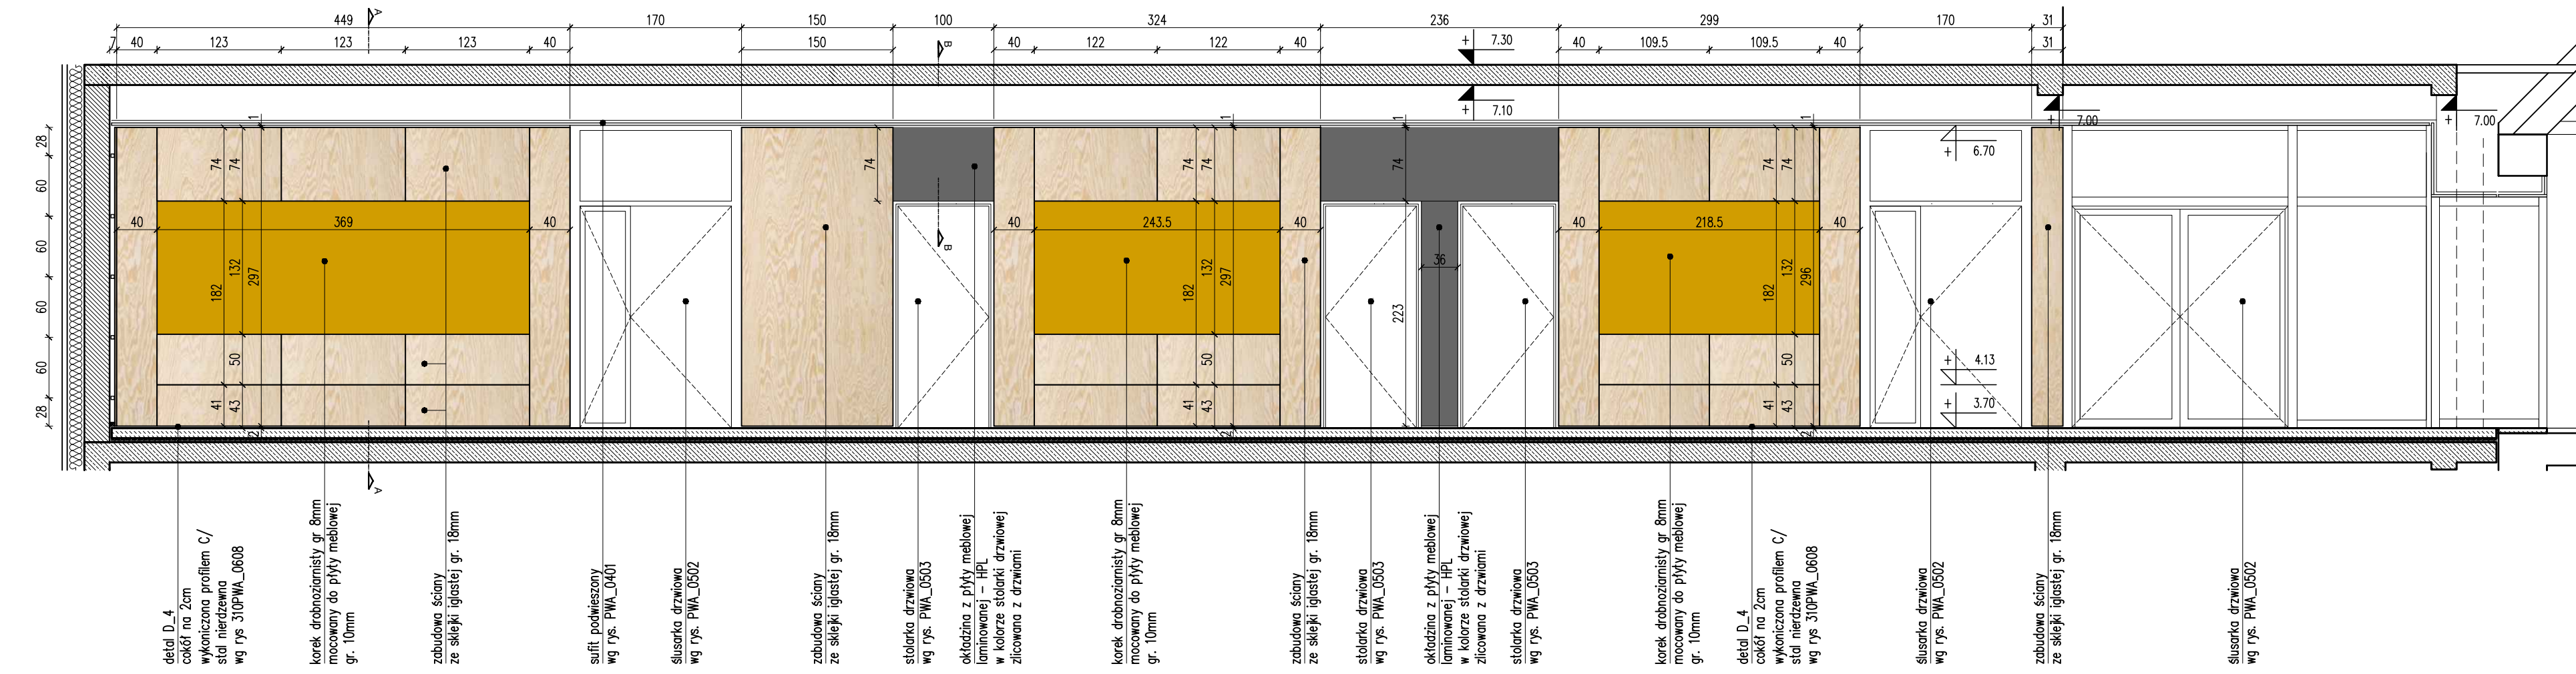 449 170 150 100 324 236 299 170 31
7 40 123 123 123 40 150 40 122 122 40 40 109.5 109.5 40 31
A
B
+ 7.30
+ 7.10
+ 7.00
+ 7.00
+ 6.70
+ 4.13
+ 3.70
28
60
60
60
60
28
1
74 74
40 369 40
182 132 297
50
41 43
2
74
B
1
74 74
40 243.5 40
182 132 297
50
41 43
2
1
74
36
223
1
74 74
40 218.5 40
182 132 296
50
41 43
2
A
detal D_4
cokół na 2cm
wykończona profilem C/
stal nierdzewna
wg rys 310PWA_0608
korek drobnoziarnisty gr 8mm
mocowany do płyty meblowej
gr. 10mm
zabudowa ściany
ze sklejki iglastej gr. 18mm
sufit podwieszony
wg rys. PWA_0401
ślusarka drzwiowa
wg rys. PWA_0502
zabudowa ściany
ze sklejki iglastej gr. 18mm
stolarka drzwiowa
wg rys. PWA_0503
okładzina z płyty meblowej
laminowanej – HPL
w kolorze stolarki drzwiowej
zlicowana z drzwiami
korek drobnoziarnisty gr 8mm
mocowany do płyty meblowej
gr. 10mm
zabudowa ściany
ze sklejki iglastej gr. 18mm
stolarka drzwiowa
wg rys. PWA_0503
okładzina z płyty meblowej
laminowanej – HPL
w kolorze stolarki drzwiowej
zlicowana z drzwiami
stolarka drzwiowa
wg rys. PWA_0503
korek drobnoziarnisty gr 8mm
mocowany do płyty meblowej
gr. 10mm
detal D_4
cokół na 2cm
wykończona profilem C/
stal nierdzewna
wg rys 310PWA_0608
ślusarka drzwiowa
wg rys. PWA_0502
zabudowa ściany
ze sklejki iglastej gr. 18mm
ślusarka drzwiowa
wg rys. PWA_0502